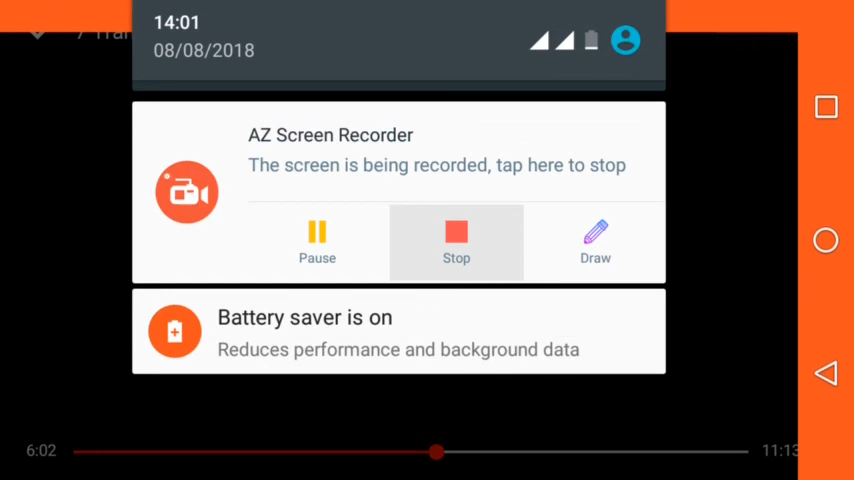 14:01
08/08/2018
AZ Screen Recorder
The screen is being recorded, tap here to stop
Pause
Stop
Draw
Battery saver is on
Reduces performance and background data
6:02
11:13